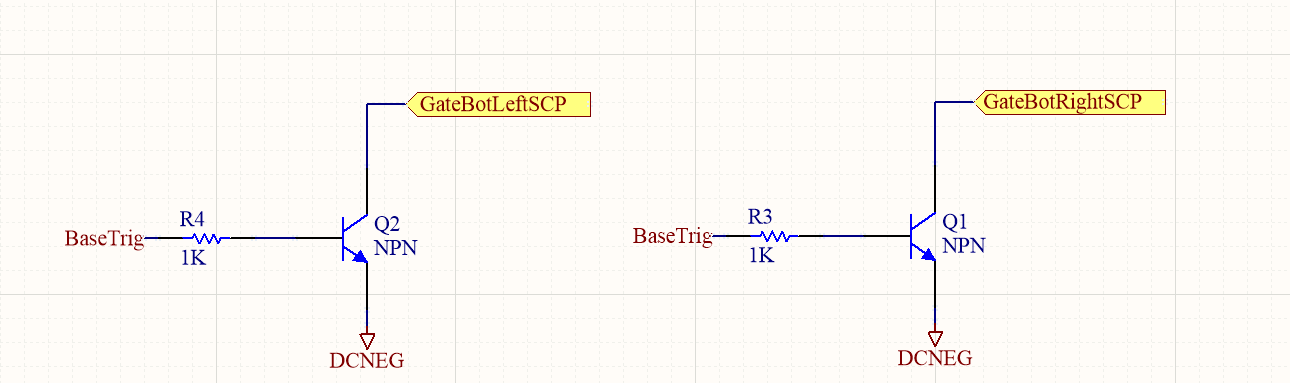 GateBotLeftSCP
R4
BaseTrig
1K
Q2
NPN
DCNEG
GateBotRightSCP
R3
BaseTrig
1K
Q1
NPN
DCNEG